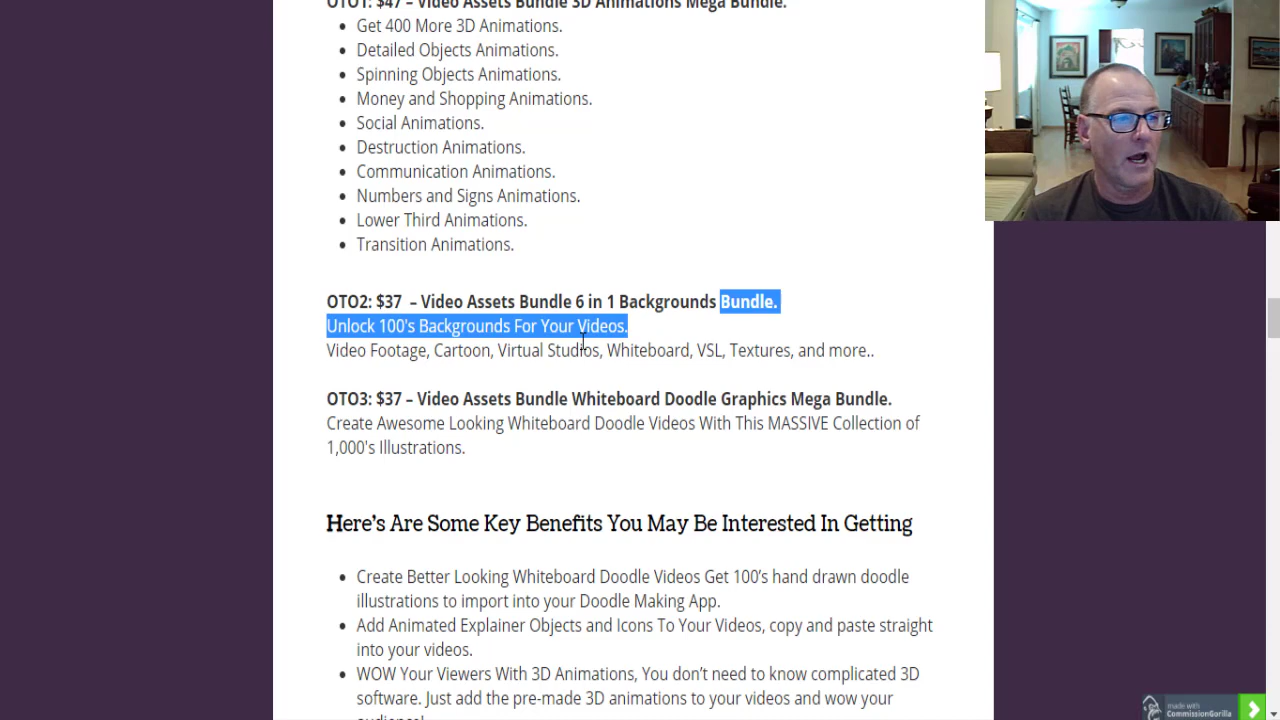 OTO1: $47 – Video Assets Bundle 3D Animations Mega Bundle.
Get 400 More 3D Animations.
Detailed Objects Animations.
Spinning Objects Animations.
Money and Shopping Animations.
Social Animations.
Destruction Animations.
Communication Animations.
Numbers and Signs Animations.
Lower Third Animations.
Transition Animations.
OTO2: $37 – Video Assets Bundle 6 in 1 Backgrounds Bundle.
Unlock 100's Backgrounds For Your Videos.
Video Footage, Cartoon, Virtual Studios, Whiteboard, VSL, Textures, and more..
OTO3: $37 – Video Assets Bundle Whiteboard Doodle Graphics Mega Bundle.
Create Awesome Looking Whiteboard Doodle Videos With This MASSIVE Collection of
1,000's Illustrations.
Here's Are Some Key Benefits You May Be Interested In Getting
Create Better Looking Whiteboard Doodle Videos Get 100's hand drawn doodle
illustrations to import into your Doodle Making App.
Add Animated Explainer Objects and Icons To Your Videos, copy and paste straight
into your videos.
WOW Your Viewers With 3D Animations, You don't need to know complicated 3D
software. Just add the pre-made 3D animations to your videos and wow your
audience!
made with
CommissionGorilla